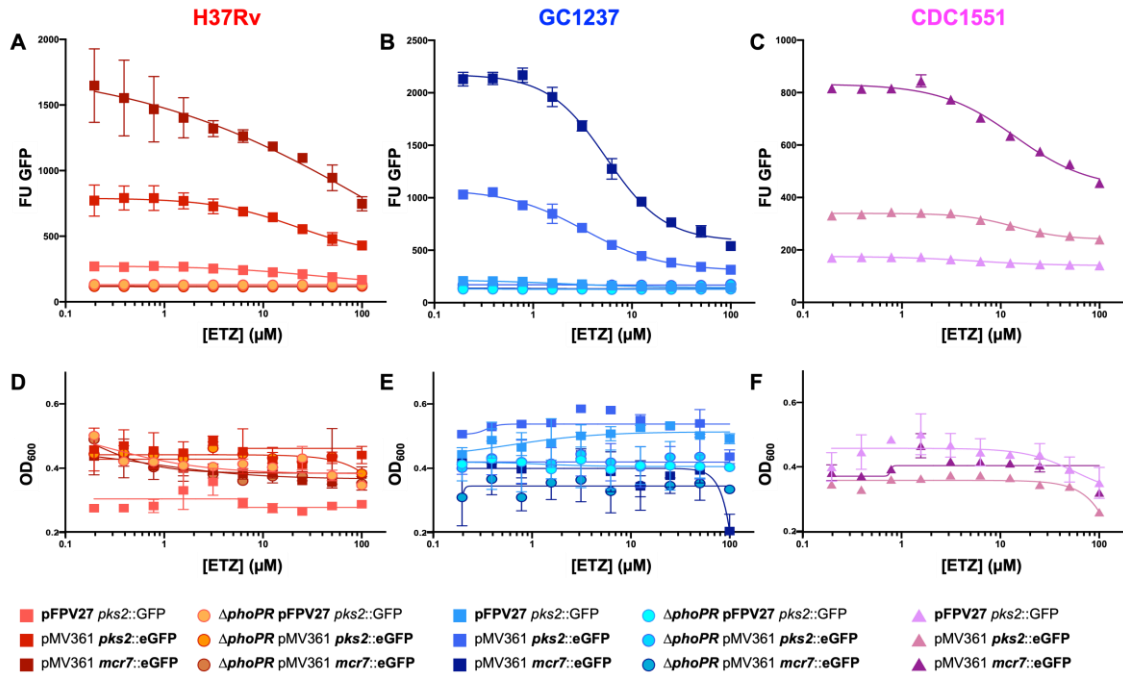 H37Rv GC1237 CDC1551
A B C
2000 2500 1000
1500 2000 800
1000 1500 600
500 1000 400
0 500 200
0 0
FU GFP FU GFP FU GFP
0.1 1 10 100 0.1 1 10 100 0.1 1 10 100
[ETZ] (µM) [ETZ] (µM) [ETZ] (µM)
D E F
0.6 0.6 0.6
0.4 0.4 0.4
0.2 0.2 0.2
OD600 OD600 OD600
0.1 1 10 100 0.1 1 10 100 0.1 1 10 100
[ETZ] (µM) [ETZ] (µM) [ETZ] (µM)
pFPV27 pks2::GFP ΔphoPR pFPV27 pks2::GFP pFPV27 pks2::GFP ΔphoPR pFPV27 pks2::GFP pFPV27 pks2::GFP
pMV361 pks2::eGFP ΔphoPR pMV361 pks2::eGFP pMV361 pks2::eGFP ΔphoPR pMV361 pks2::eGFP pMV361 pks2::eGFP
pMV361 mcr7::eGFP ΔphoPR pMV361 mcr7::eGFP pMV361 mcr7::eGFP ΔphoPR pMV361 mcr7::eGFP pMV361 mcr7::eGFP